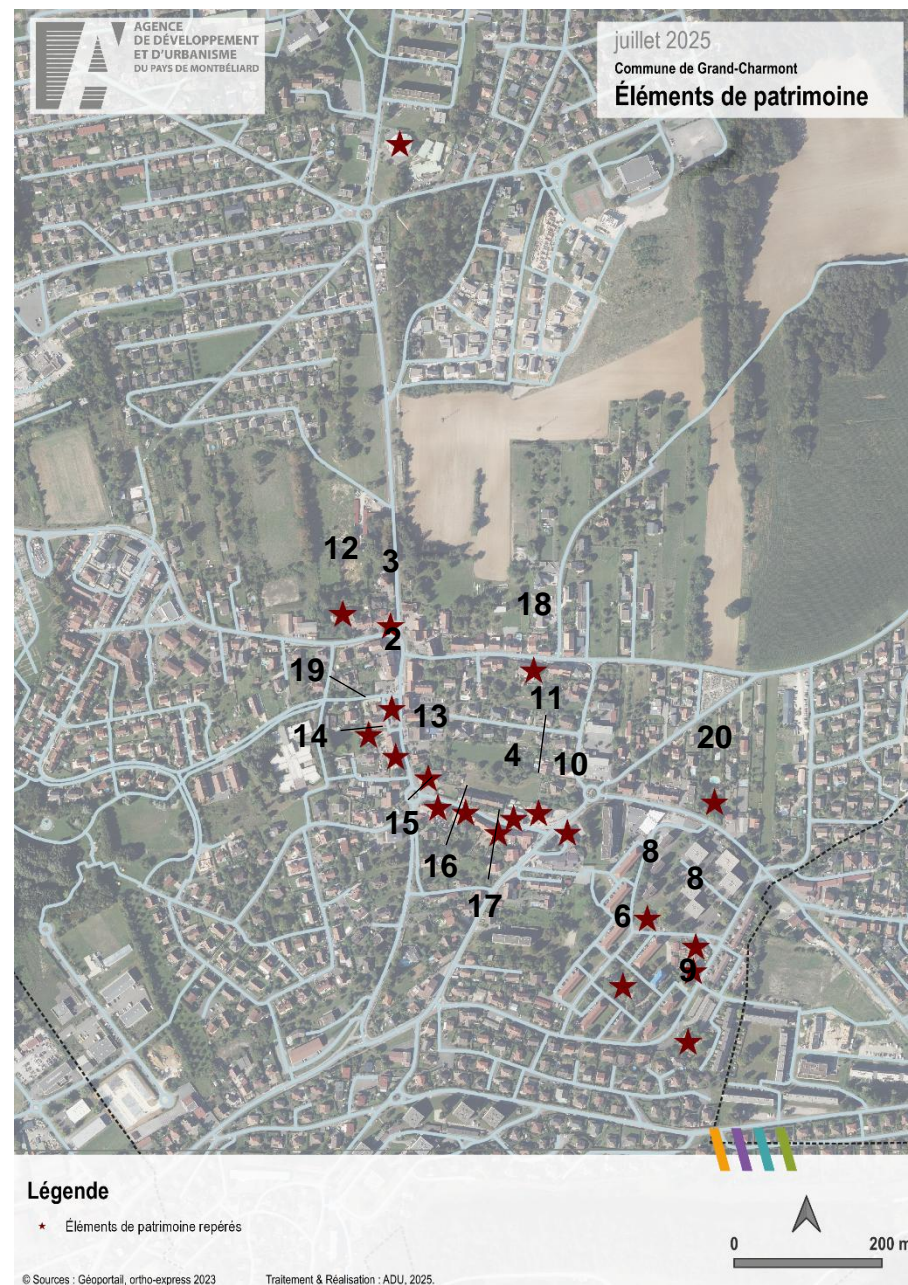 AGENCE
DE DÉVELOPPEMENT
ET D'URBANISME
DU PAYS DE MONTBÉLIARD
juillet 2025
Commune de Grand-Charmont
Éléments de patrimoine
12
3
18
2
19
11
13
14
4
10
20
15
8
16
8
17
6
9
Légende
Éléments de patrimoine repérés
0
200 m
© Sources : Géoportail, ortho-express 2023
Traitement & Réalisation : ADU, 2025.